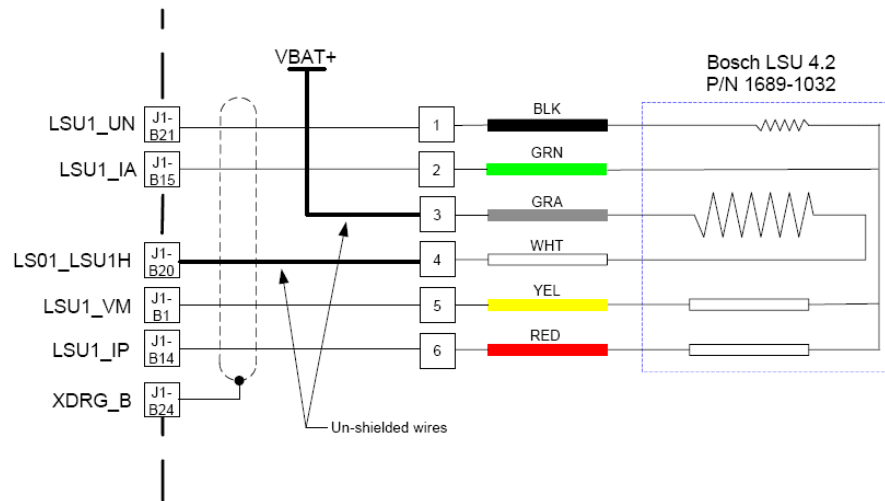 VBAT+
Bosch LSU 4.2
P/N 1689-1032
LSU1_UN
J1-
B21
1
BLK
LSU1_IA
J1-
B15
2
GRN
3
GRA
LS01_LSU1H
J1-
B20
4
WHT
LSU1_VM
J1-
B1
5
YEL
LSU1_IP
J1-
B14
6
RED
XDRG_B
J1-
B24
Un-shielded wires